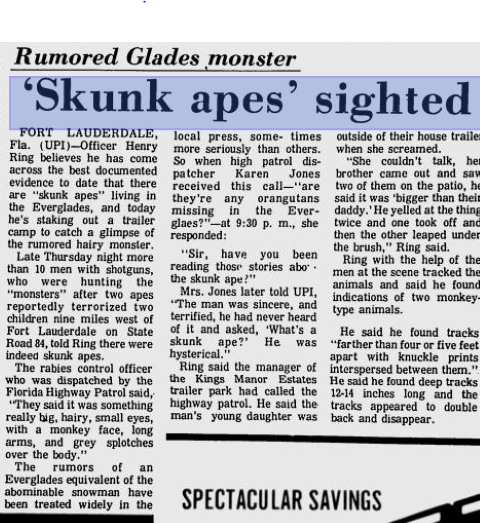 Rumored Glades monster
'Skunk apes' sighted
FORT LAUDERDALE,
Fla. (UPI)—Officer Henry
Ring believes he has come
across the best documented
evidence to date that there
are "skunk apes" living in
the Everglades, and today
he's staking out a trailer
camp to catch a glimpse of
the rumored hairy monster.
Late Thursday night more
than 10 men with shotguns,
who were hunting the
"monsters" after two apes
reportedly terrorized two
children nine miles west of
Fort Lauderdale on State
Road 84, told Ring there were
indeed skunk apes.
The rabies control officer
who was dispatched by the
Florida Highway Patrol said,
"They said it was something
really big, hairy, small eyes,
with a monkey face, long
arms, and grey splotches
over the body."
The rumors of an
Everglades equivalent of the
abominable snowman have
been treated widely in the
local press, some- times
more seriously than others.
So when high patrol dis-
patcher Karen Jones
received this call—"are
they're any orangutans
missing in the Ever-
glaes?"—at 9:30 p. m., she
responded:
"Sir, have you been
reading those stories abo
the skunk ape?"
Mrs. Jones later told UPI,
"The man was sincere, and
terrified, he had never heard
of it and asked, 'What's a
skunk ape?' He was
hysterical."
Ring said the manager of
the Kings Manor Estates
trailer park had called the
highway patrol. He said the
man's young daughter was
outside of their house traile
when she screamed.
"She couldn't talk, her
brother came out and saw
two of them on the patio, he
said it was 'bigger than their
daddy.' He yelled at the thing
twice and one took off and
then the other leaped under
the brush," Ring said.
Ring with the help of the
men at the scene tracked the
animals and said he found
indications of two monkey-
type animals.
He said he found tracks
"farther than four or five feet
apart with knuckle prints
interspersed between them."
He said he found deep tracks
12-14 inches long and the
tracks appeared to double
back and disappear.
SPECTACULAR SAVINGS